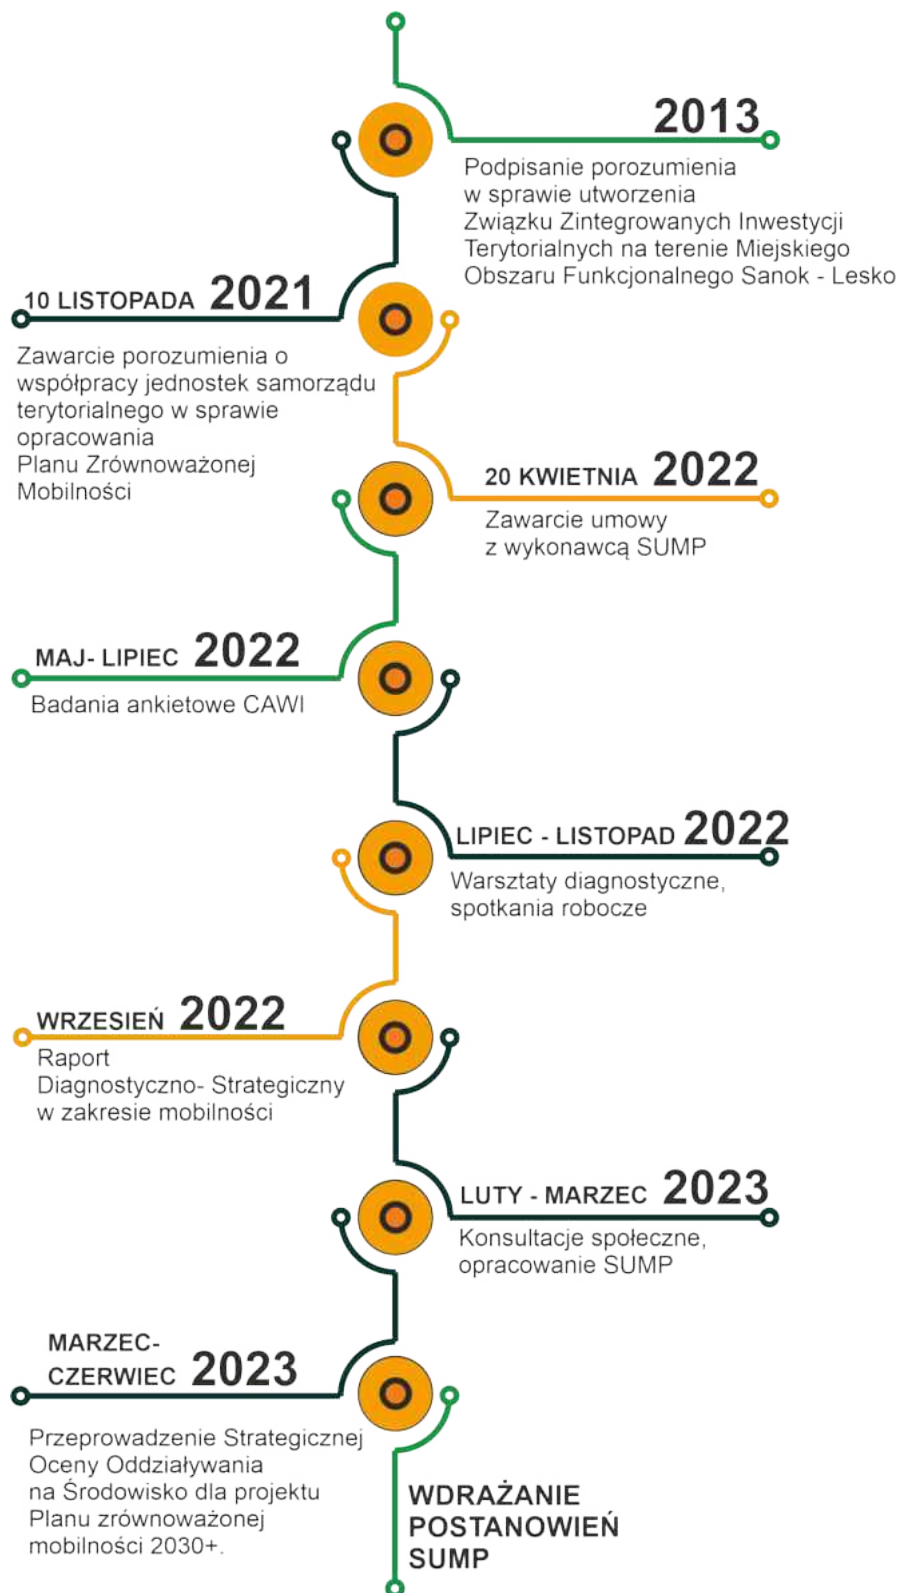 2013
Podpisanie porozumienia
w sprawie utworzenia
Związku Zintegrowanych Inwestycji
Terytorialnych na terenie Miejskiego
Obszaru Funkcjonalnego Sanok - Lesko
10 LISTOPADA 2021
Zawarcie porozumienia o
współpracy jednostek samorządu
terytorialnego w sprawie
opracowania
Planu Zrównoważonej
Mobilności
20 KWIETNIA 2022
Zawarcie umowy
z wykonawcą SUMP
MAJ- LIPIEC 2022
Badania ankietowe CAWI
LIPIEC - LISTOPAD 2022
Warsztaty diagnostyczne,
spotkania robocze
WRZESIEŃ 2022
Raport
Diagnostyczno- Strategiczny
w zakresie mobilności
LUTY - MARZEC 2023
Konsultacje społeczne,
opracowanie SUMP
MARZEC-
CZERWIEC 2023
Przeprowadzenie Strategicznej
Oceny Oddziaływania
na Środowisko dla projektu
Planu zrównoważonej
mobilności 2030+.
WDRAŻANIE
POSTANOWIEŃ
SUMP